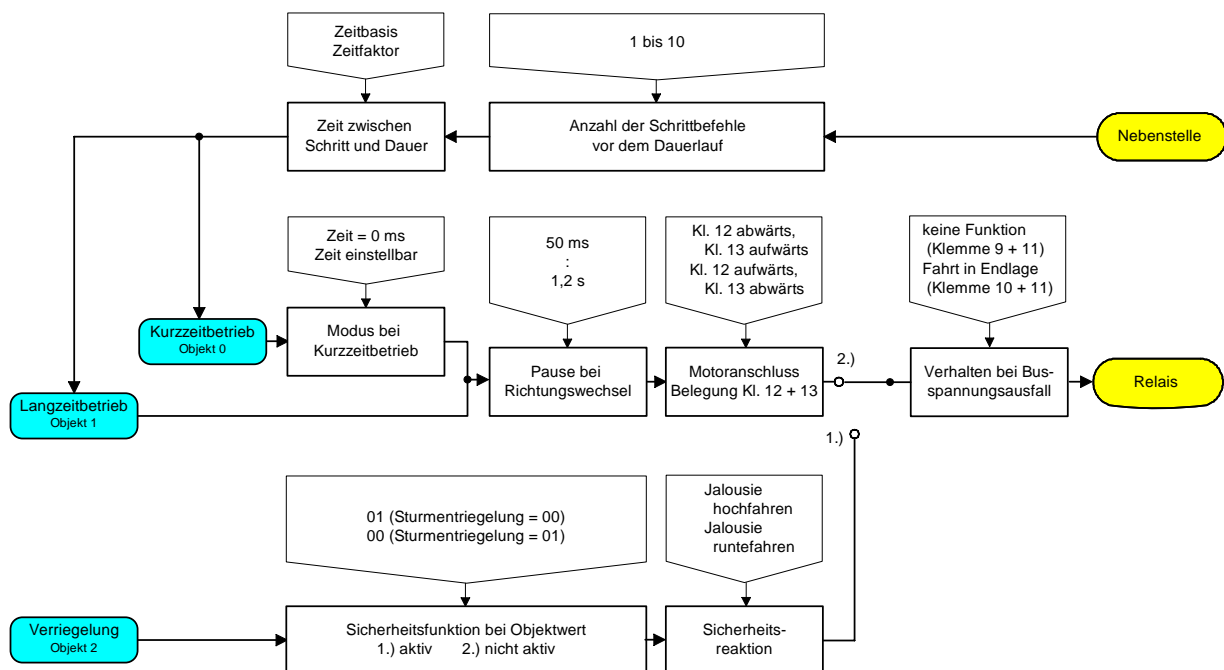 Zeitbasis
Zeitfaktor
1 bis 10
Zeit zwischen
Schritt und Dauer
Anzahl der Schrittbefehle
vor dem Dauerlauf
Nebenstelle
Zeit = 0 ms
Zeit einstellbar
50 ms
:
1,2 s
Kl. 12 abwärts,
Kl. 13 aufwärts
Kl. 12 aufwärts,
Kl. 13 abwärts
keine Funktion
(Klemme 9 + 11)
Fahrt in Endlage
(Klemme 10 + 11)
Kurzzeitbetrieb
Objekt 0
Modus bei
Kurzzeitbetrieb
Pause bei
Richtungswechsel
Motoranschluss
Belegung Kl. 12 + 13
2.)
Verhalten bei Bus-
spannungsausfall
Relais
Langzeitbetrieb
Objekt 1
1.)
01 (Sturmentriegelung = 00)
00 (Sturmentriegelung = 01)
Jalousie
hochfahren
Jalousie
runtefahren
Verriegelung
Objekt 2
Sicherheitsfunktion bei Objektwert
1.) aktiv 2.) nicht aktiv
Sicherheits-
reaktion